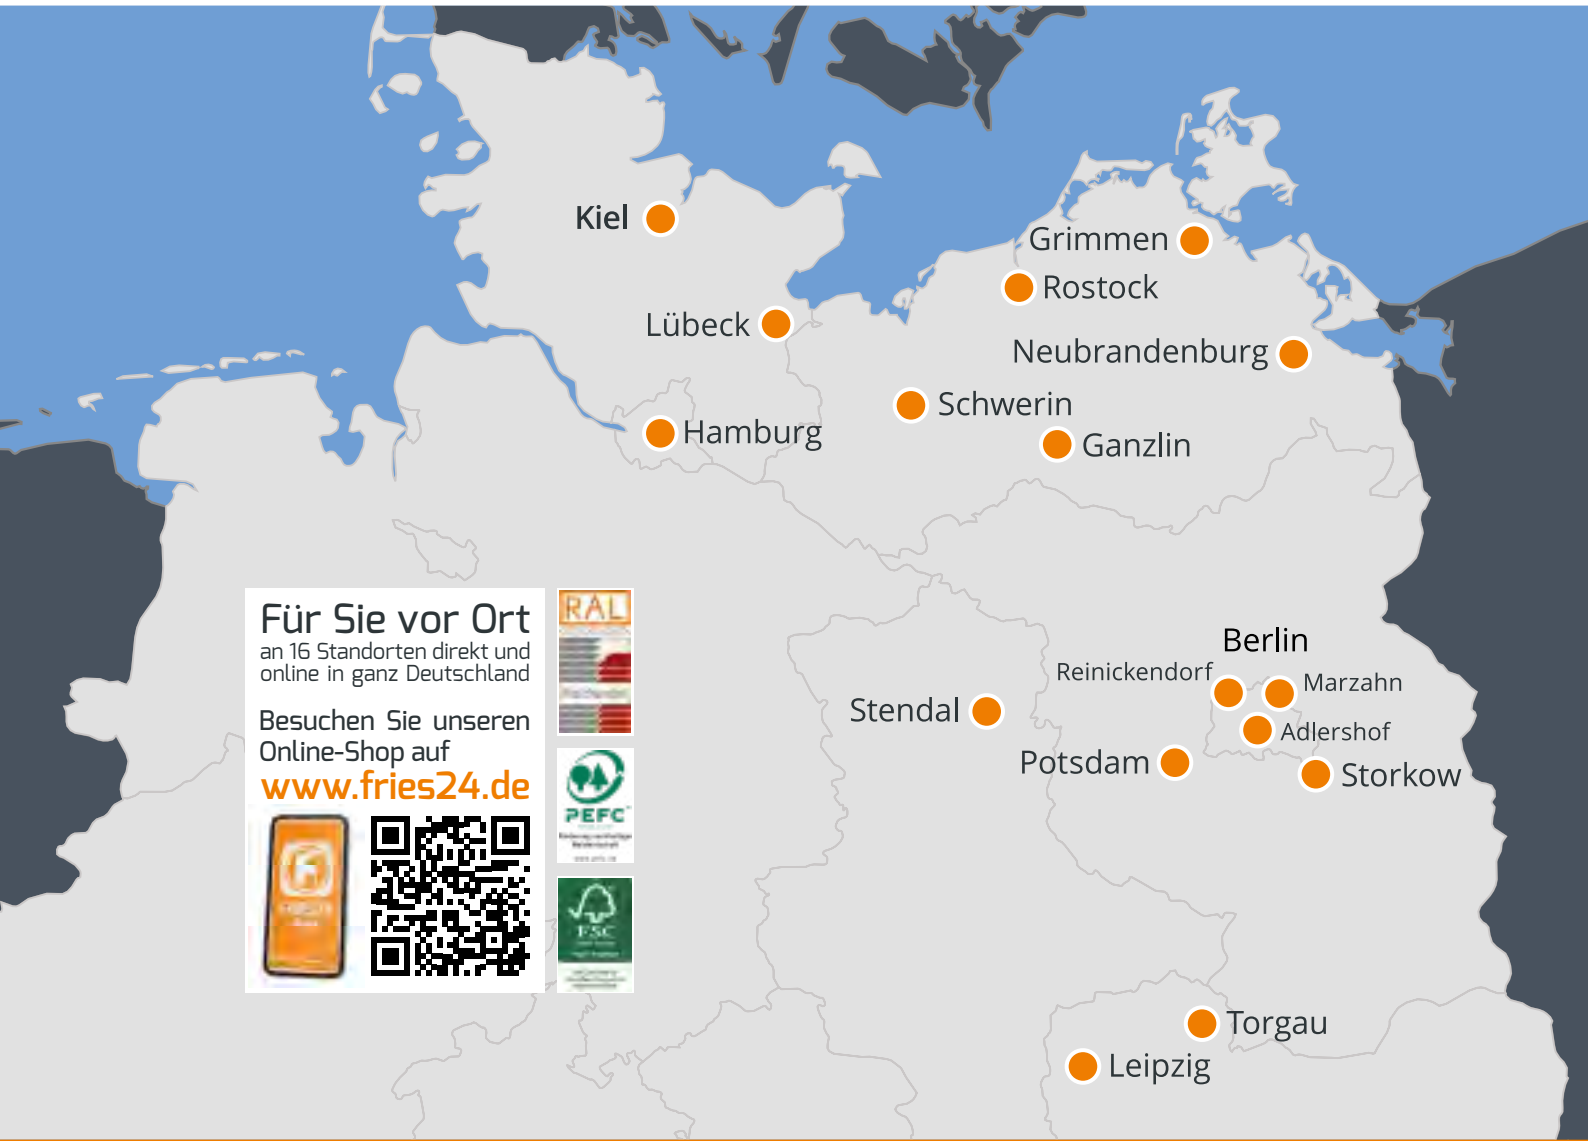 Kiel
Grimmen
Rostock
Lübeck
Neubrandenburg
Schwerin
Hamburg
Ganzlin
Für Sie vor Ort
an 16 Standorten direkt und
online in ganz Deutschland
Besuchen Sie unseren
Online-Shop auf
www.fries24.de
RAL
PEFC
FSC
Berlin
Reinickendorf
Marzahn
Stendal
Adlershof
Potsdam
Storkow
Torgau
Leipzig